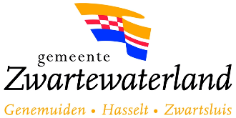 gemeente
Zwartewaterland
Genemuiden • Hasselt • Zwartsluis